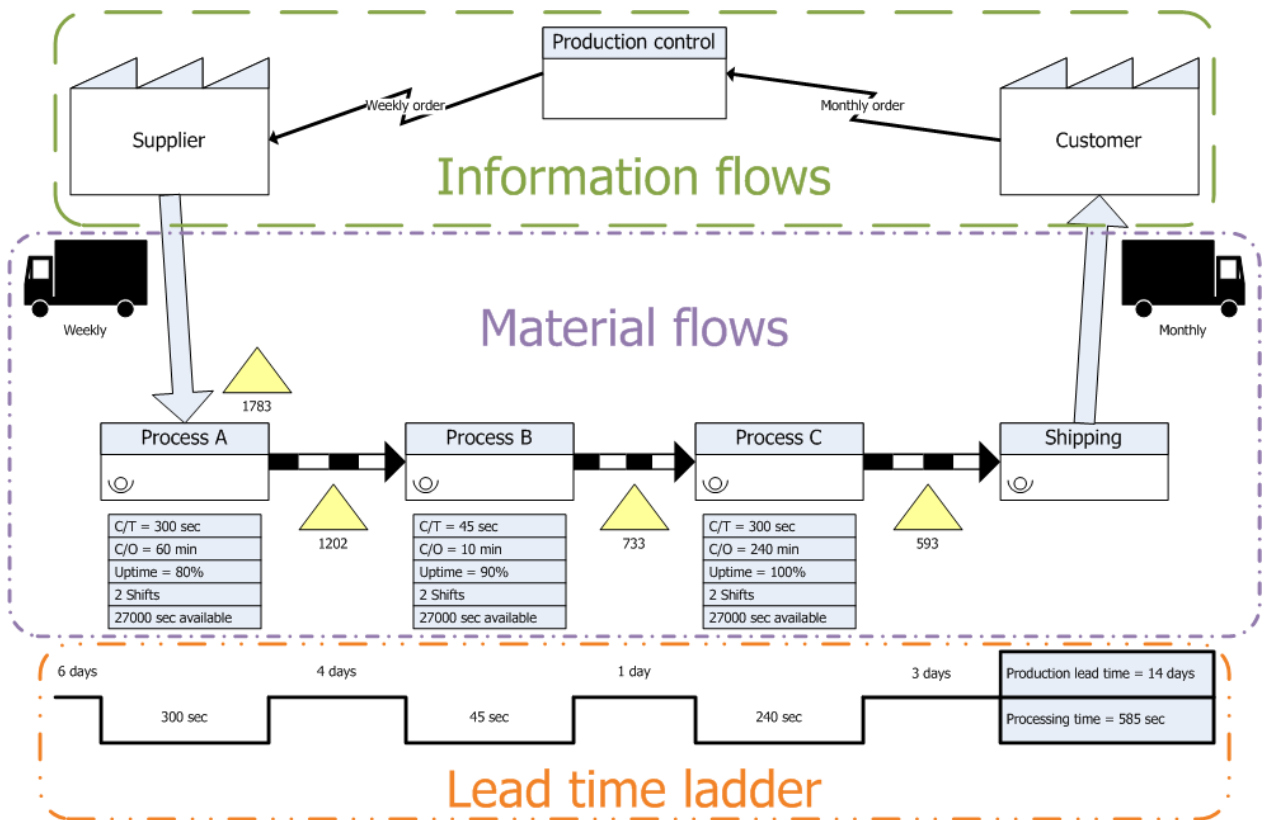 Production control
Weekly order
Monthly order
Supplier
Customer
Information flows
Weekly
Material flows
Monthly
1783
Process A
Process B
Process C
Shipping
1202
733
593
C/T = 300 sec
C/O = 60 min
Uptime = 80%
2 Shifts
27000 sec available
C/T = 45 sec
C/O = 10 min
Uptime = 90%
2 Shifts
27000 sec available
C/T = 300 sec
C/O = 240 min
Uptime = 100%
2 Shifts
27000 sec available
6 days
4 days
1 day
3 days
Production lead time = 14 days
300 sec
45 sec
240 sec
Processing time = 585 sec
Lead time ladder